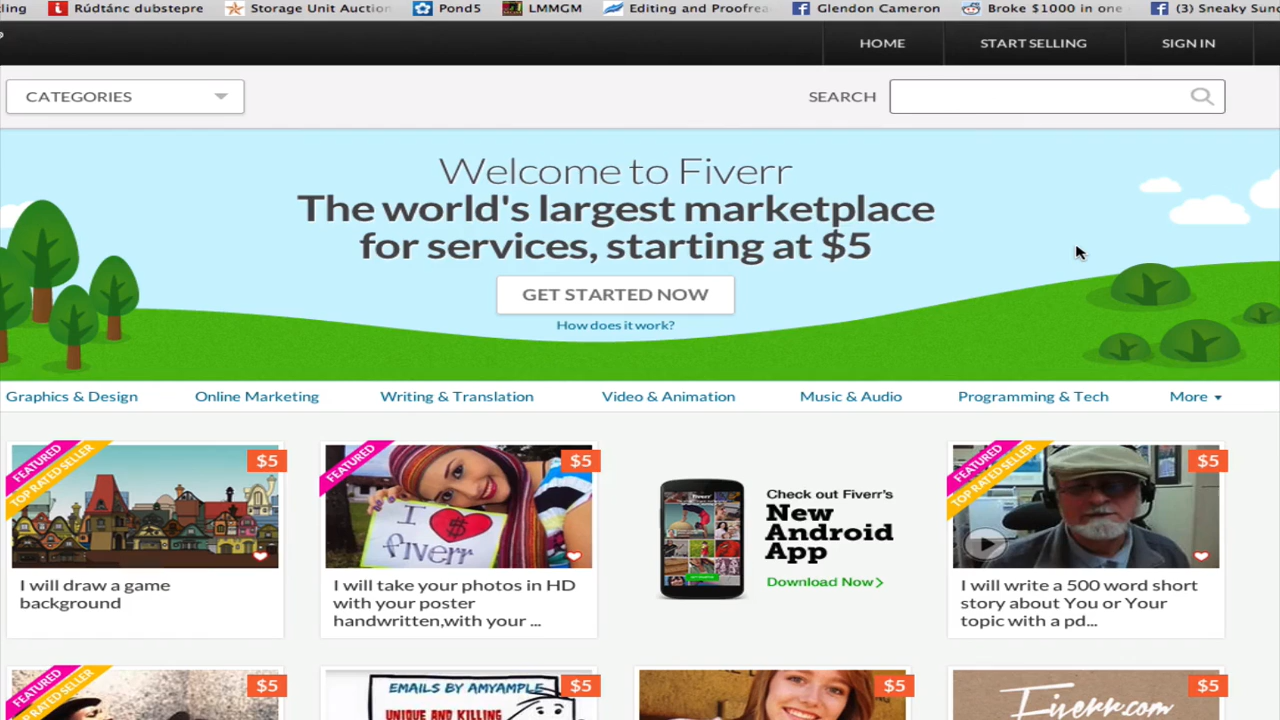 gling Rúdtánc dubstepre Storage Unit Auction Pond5 LMMGM Editing and Proofrea Glendon Cameron Broke $1000 in one (3) Sneaky Sund
HOME START SELLING SIGN IN
CATEGORIES SEARCH
Welcome to Fiverr
The world's largest marketplace
for services, starting at $5
GET STARTED NOW
How does it work?
Graphics & Design Online Marketing Writing & Translation Video & Animation Music & Audio Programming & Tech More
FEATURED
TOP RATED SELLER
$5
I will draw a game
background
FEATURED
$5
I $
fiverr
I will take your photos in HD
with your poster
handwritten,with your ...
Check out Fiverr's
New
Android
App
Download Now >
FEATURED
TOP RATED SELLER
$5
I will write a 500 word short
story about You or Your
topic with a pd...
FEATURED
TOP RATED SELLER
$5
EMAILS BY AMYAMPLE
UNIQUE AND KILLING
$5
$5
Fiverr.com
$5